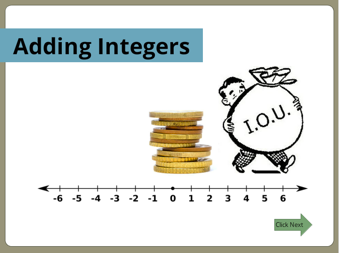 Adding Integers
I.O.U.
-6 -5 -4 -3 -2 -1 0 1 2 3 4 5 6
Click Next